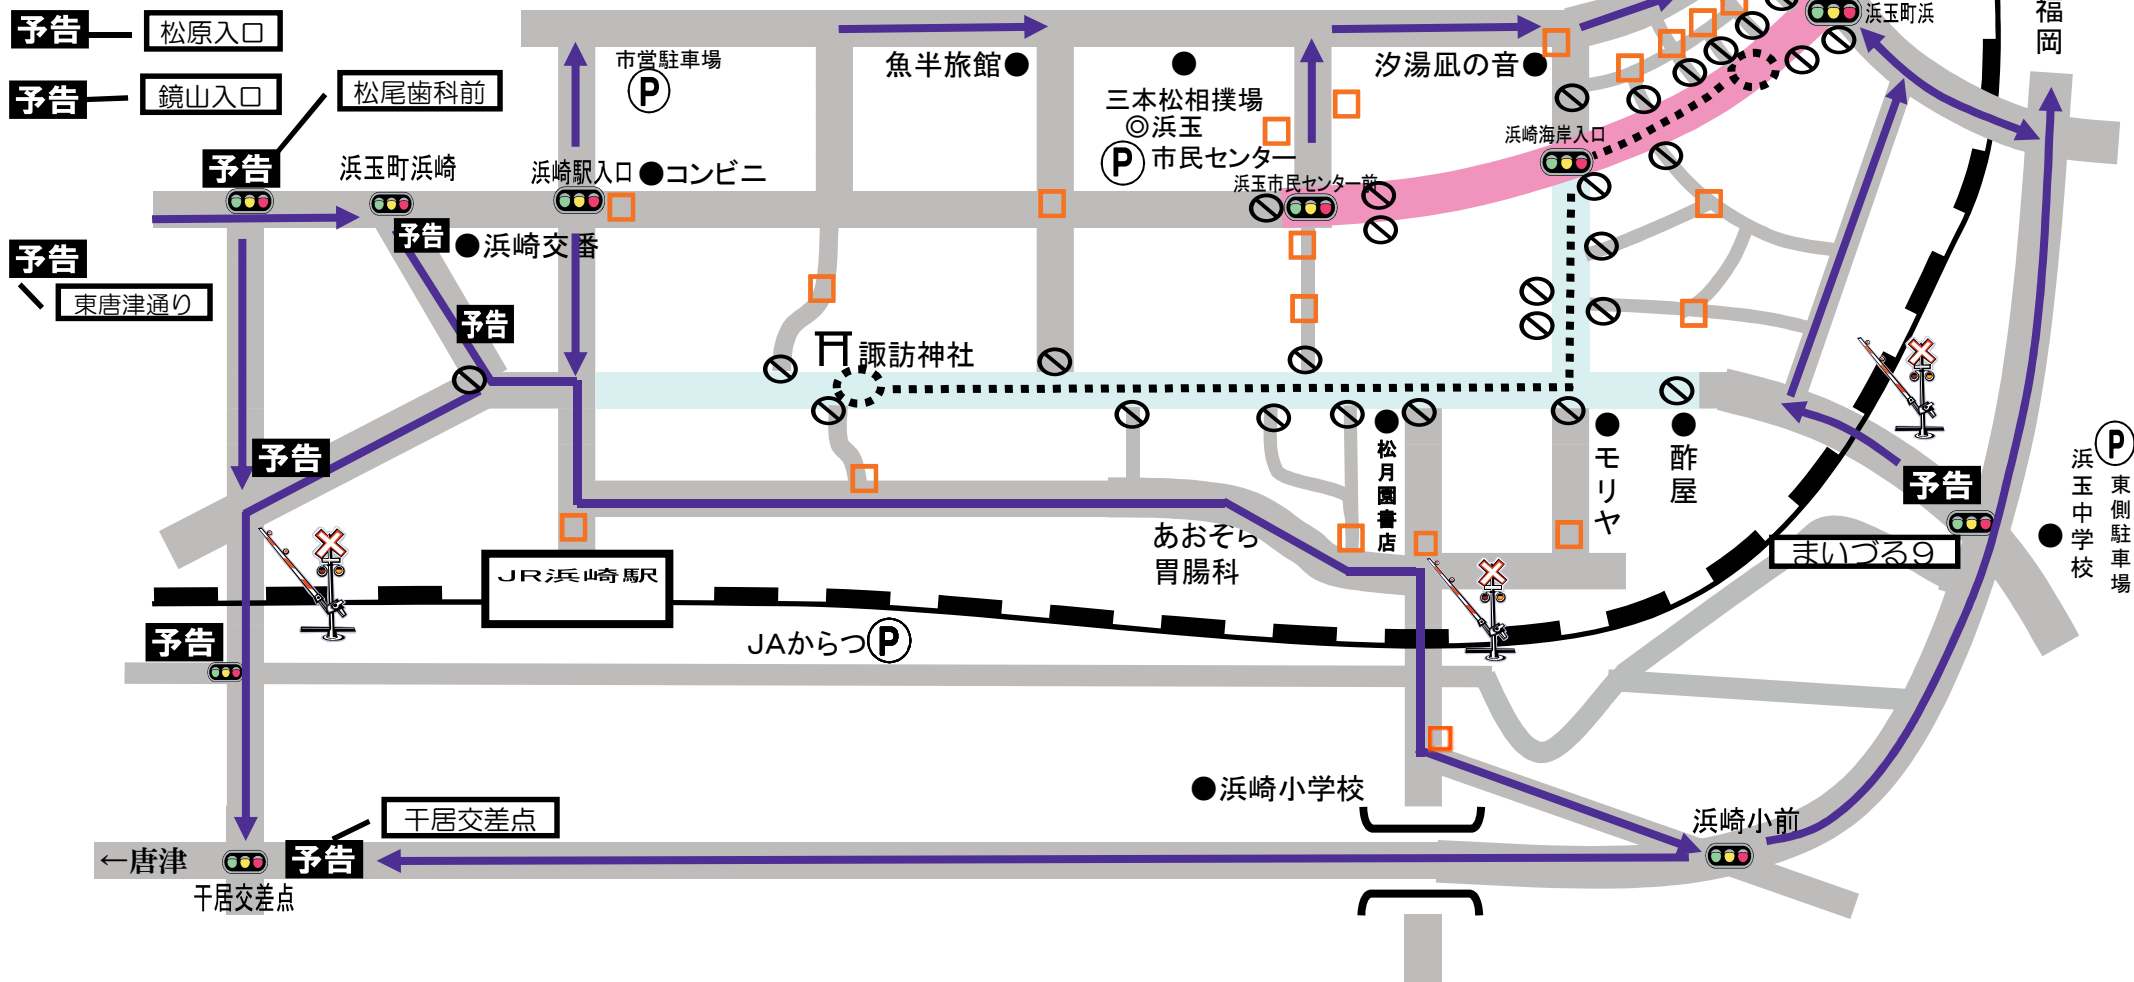 予告
松原入口
予告
鏡山入口
松尾歯科前
予告
浜玉町浜崎
予告
東唐津通り
予告
●浜崎交番
予告
市営駐車場
P
浜崎駅入口
●コンビニ
魚半旅館●
三本松相撲場
◎浜玉
P 市民センター
浜玉市民センター前
汐湯凪の音●
浜崎海岸入口
浜玉町浜
福岡
諏訪神社
予告
松月園書店
モリヤ
酢屋
予告
まいづる9
P
東側駐車場
浜玉中学校
あおぞら
胃腸科
JR浜崎駅
JAからつP
予告
●浜崎小学校
浜崎小前
干居交差点
←唐津
予告
干居交差点